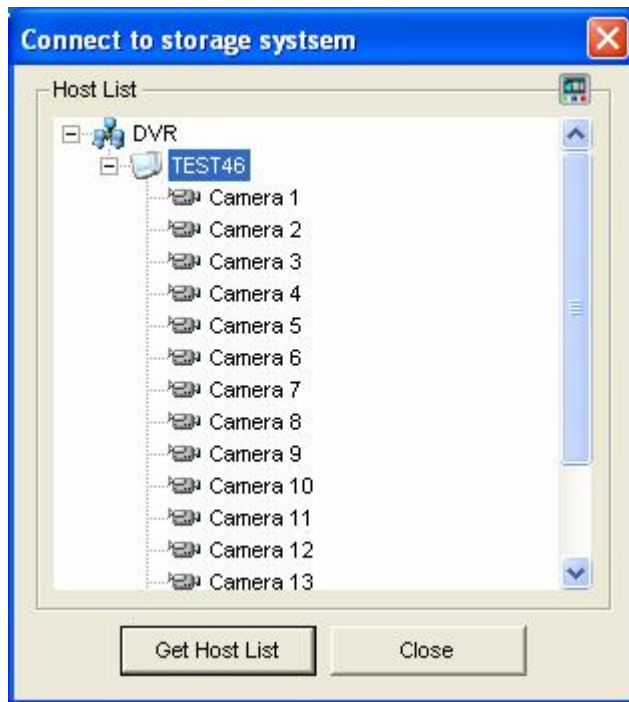 Connect to storage systsem
Host List
DVR
TEST46
Camera 1
Camera 2
Camera 3
Camera 4
Camera 5
Camera 6
Camera 7
Camera 8
Camera 9
Camera 10
Camera 11
Camera 12
Camera 13
Get Host List
Close